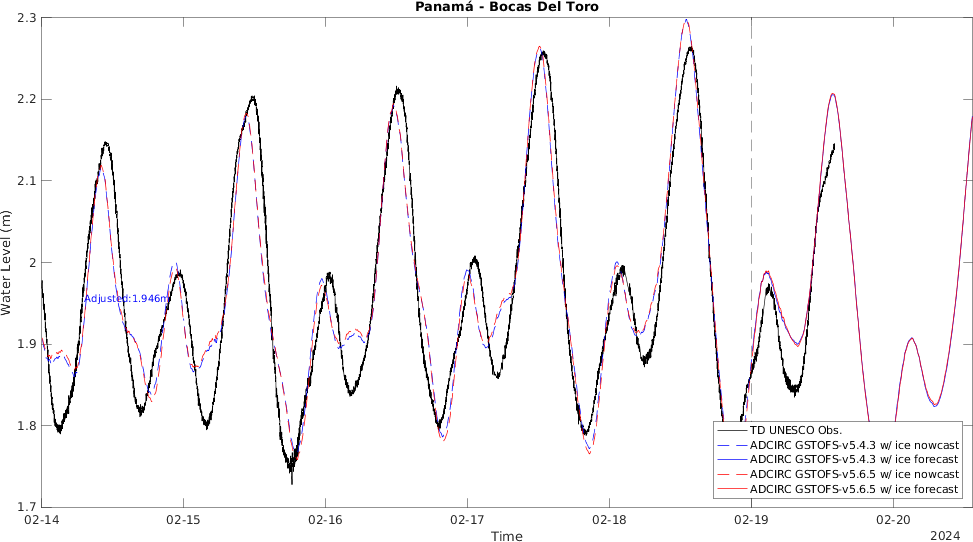 Panamá - Bocas Del Toro
2.3
2.2
2.1
2
1.9
1.8
1.7
Water Level (m)
Adjusted:1.946m
TD UNESCO Obs.
ADCIRC GSTOFS-v5.4.3 w/ ice nowcast
ADCIRC GSTOFS-v5.4.3 w/ ice forecast
ADCIRC GSTOFS-v5.6.5 w/ ice nowcast
ADCIRC GSTOFS-v5.6.5 w/ ice forecast
02-14 02-15 02-16 02-17 02-18 02-19 02-20
Time
2024